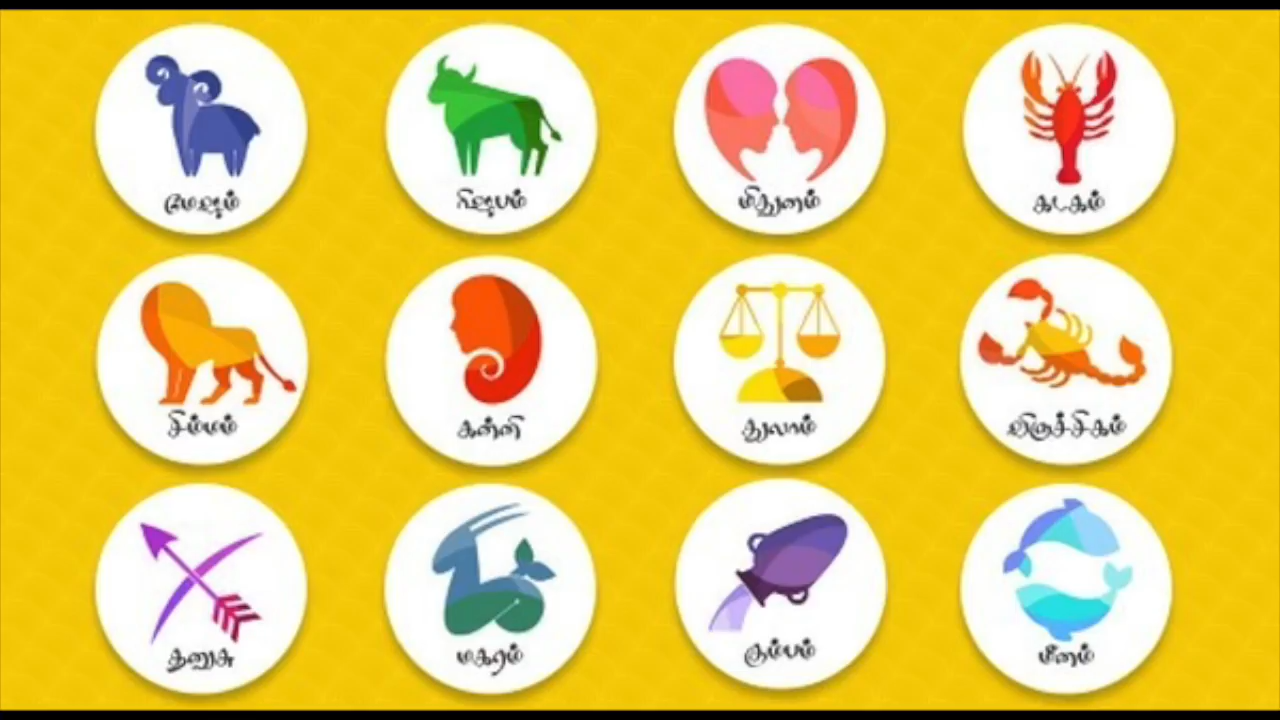 மேஷம்
ரிஷபம்
மிதுனம்
கடகம்
சிம்மம்
கன்னி
துலாம்
விருச்சிகம்
தனுசு
மகரம்
கும்பம்
மீனம்